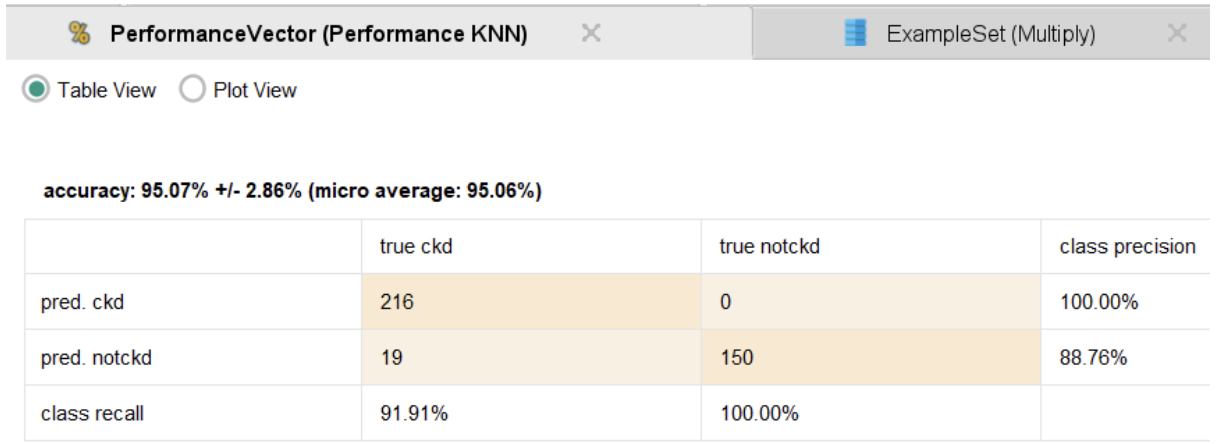 PerformanceVector (Performance KNN) ExampleSet (Multiply)
Table View Plot View
accuracy: 95.07% +/- 2.86% (micro average: 95.06%)
true ckd true notckd class precision
pred. ckd 216 0 100.00%
pred. notckd 19 150 88.76%
class recall 91.91% 100.00%